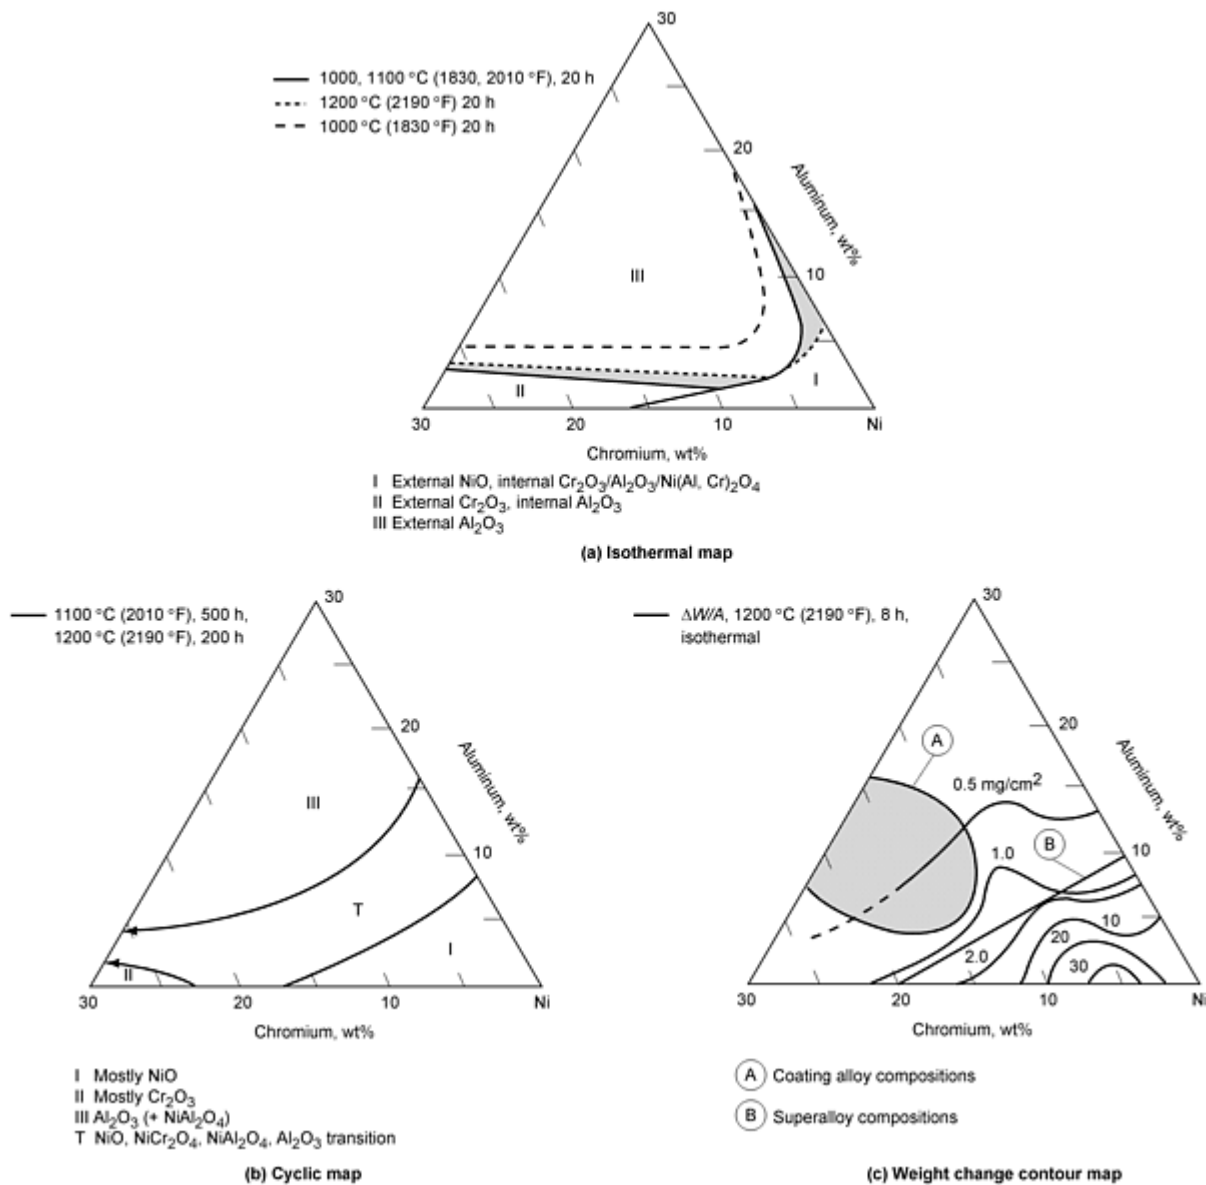 30
1000, 1100 °C (1830, 2010 °F), 20 h
1200 °C (2190 °F) 20 h
1000 °C (1830 °F) 20 h
20
Aluminum, wt%
10
III
I
II
30
20
10
Ni
Chromium, wt%
I External NiO, internal Cr2O3/Al2O3/Ni(Al, Cr)2O4
II External Cr2O3, internal Al2O3
III External Al2O3
(a) Isothermal map
30
1100 °C (2010 °F), 500 h,
1200 °C (2190 °F), 200 h
20
Aluminum, wt%
10
III
T
I
II
30
20
10
Ni
Chromium, wt%
I Mostly NiO
II Mostly Cr2O3
III Al2O3 (+ NiAl2O4)
T NiO, NiCr2O4, NiAl2O4, Al2O3 transition
(b) Cyclic map
30
ΔW/A, 1200 °C (2190 °F), 8 h,
isothermal
20
Aluminum, wt%
A
0.5 mg/cm2
B
1.0
10
10
20
2.0
30
30
20
10
Ni
Chromium, wt%
A Coating alloy compositions
B Superalloy compositions
(c) Weight change contour map